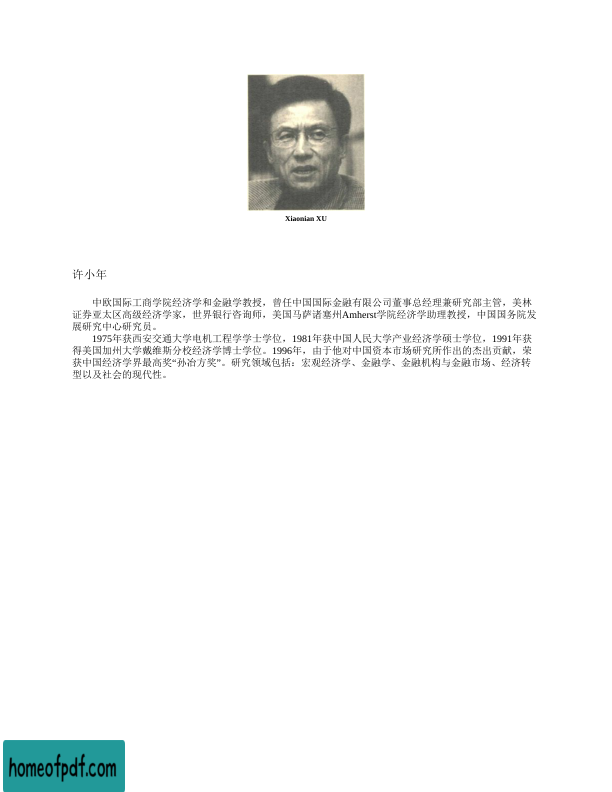 Xiaonian XU
许小年
中欧国际工商学院经济学和金融学教授，曾任中国国际金融有限公司董事总经理兼研究部主管，美林
证券亚太区高级经济学家，世界银行咨询师，美国马萨诸塞州Amherst学院经济学助理教授，中国国务院发
展研究中心研究员。
1975年获西安交通大学电机工程学学士学位，1981年获中国人民大学产业经济学硕士学位，1991年获
得美国加州大学戴维斯分校经济学博士学位。1996年，由于他对中国资本市场研究所作出的杰出贡献，荣
获中国经济学界最高奖“孙冶方奖”。研究领域包括：宏观经济学、金融学、金融机构与金融市场、经济转
型以及社会的现代性。
homeofpdf.com